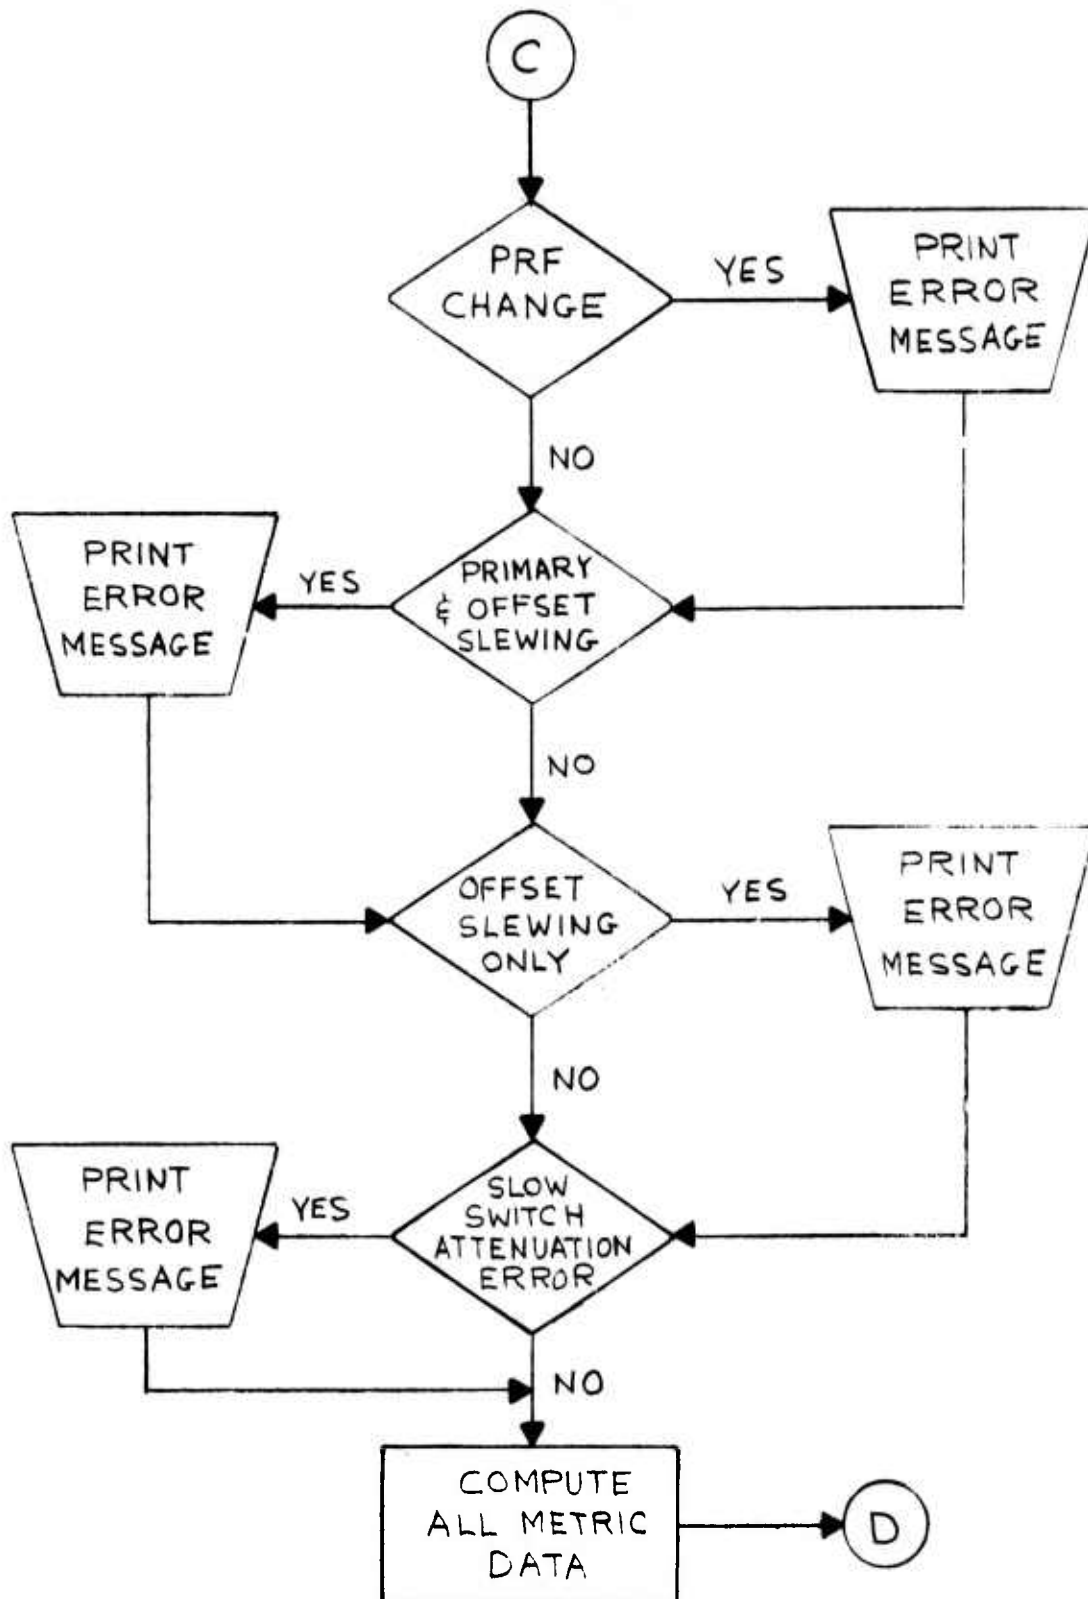 C
PRF
CHANGE
YES
PRINT
ERROR
MESSAGE
NO
PRINT
ERROR
MESSAGE
YES
PRIMARY
& OFFSET
SLEWING
NO
OFFSET
SLEWING
ONLY
YES
PRINT
ERROR
MESSAGE
NO
PRINT
ERROR
MESSAGE
YES
SLOW
SWITCH
ATTENUATION
ERROR
NO
COMPUTE
ALL METRIC
DATA
D